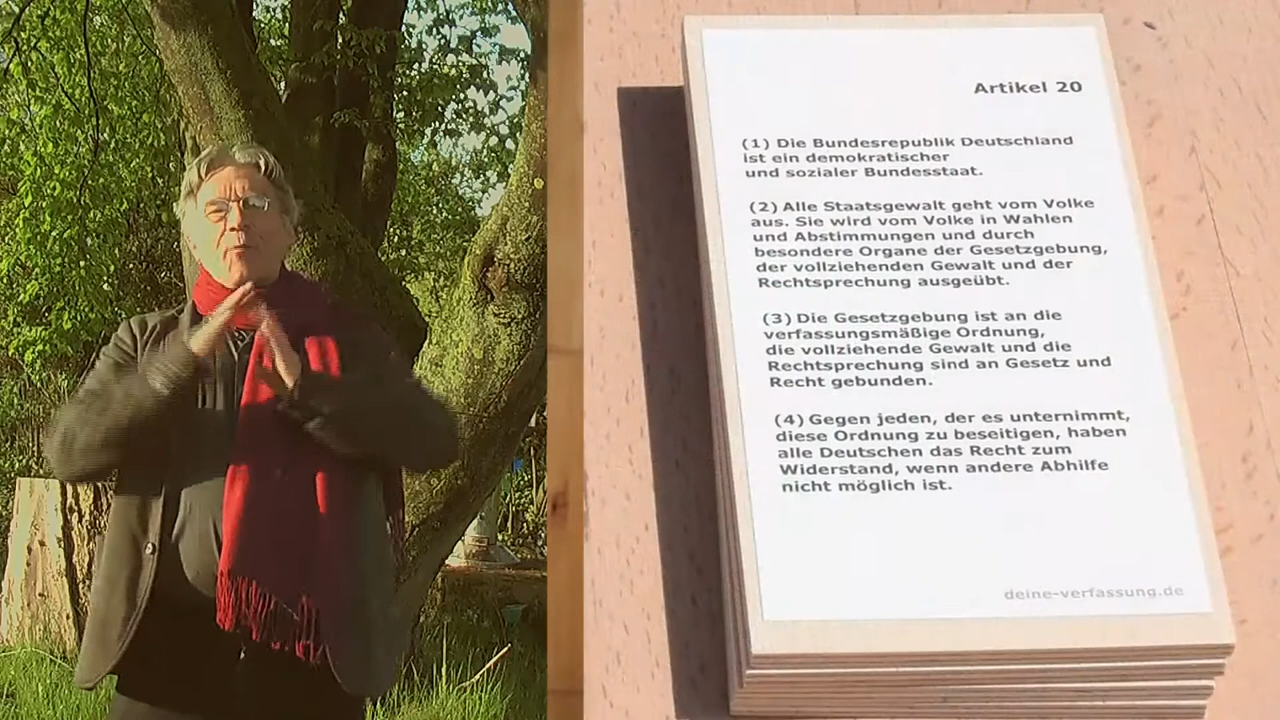 Artikel 20
(1) Die Bundesrepublik Deutschland
ist ein demokratischer
und sozialer Bundesstaat.
(2) Alle Staatsgewalt geht vom Volke
aus. Sie wird vom Volke in Wahlen
und Abstimmungen und durch
besondere Organe der Gesetzgebung,
der vollziehenden Gewalt und der
Rechtsprechung ausgeübt.
(3) Die Gesetzgebung ist an die
verfassungsmäßige Ordnung,
die vollziehende Gewalt und die
Rechtsprechung sind an Gesetz und
Recht gebunden.
(4) Gegen jeden, der es unternimmt,
diese Ordnung zu beseitigen, haben
alle Deutschen das Recht zum
Widerstand, wenn andere Abhilfe
nicht möglich ist.
deine-verfassung.de